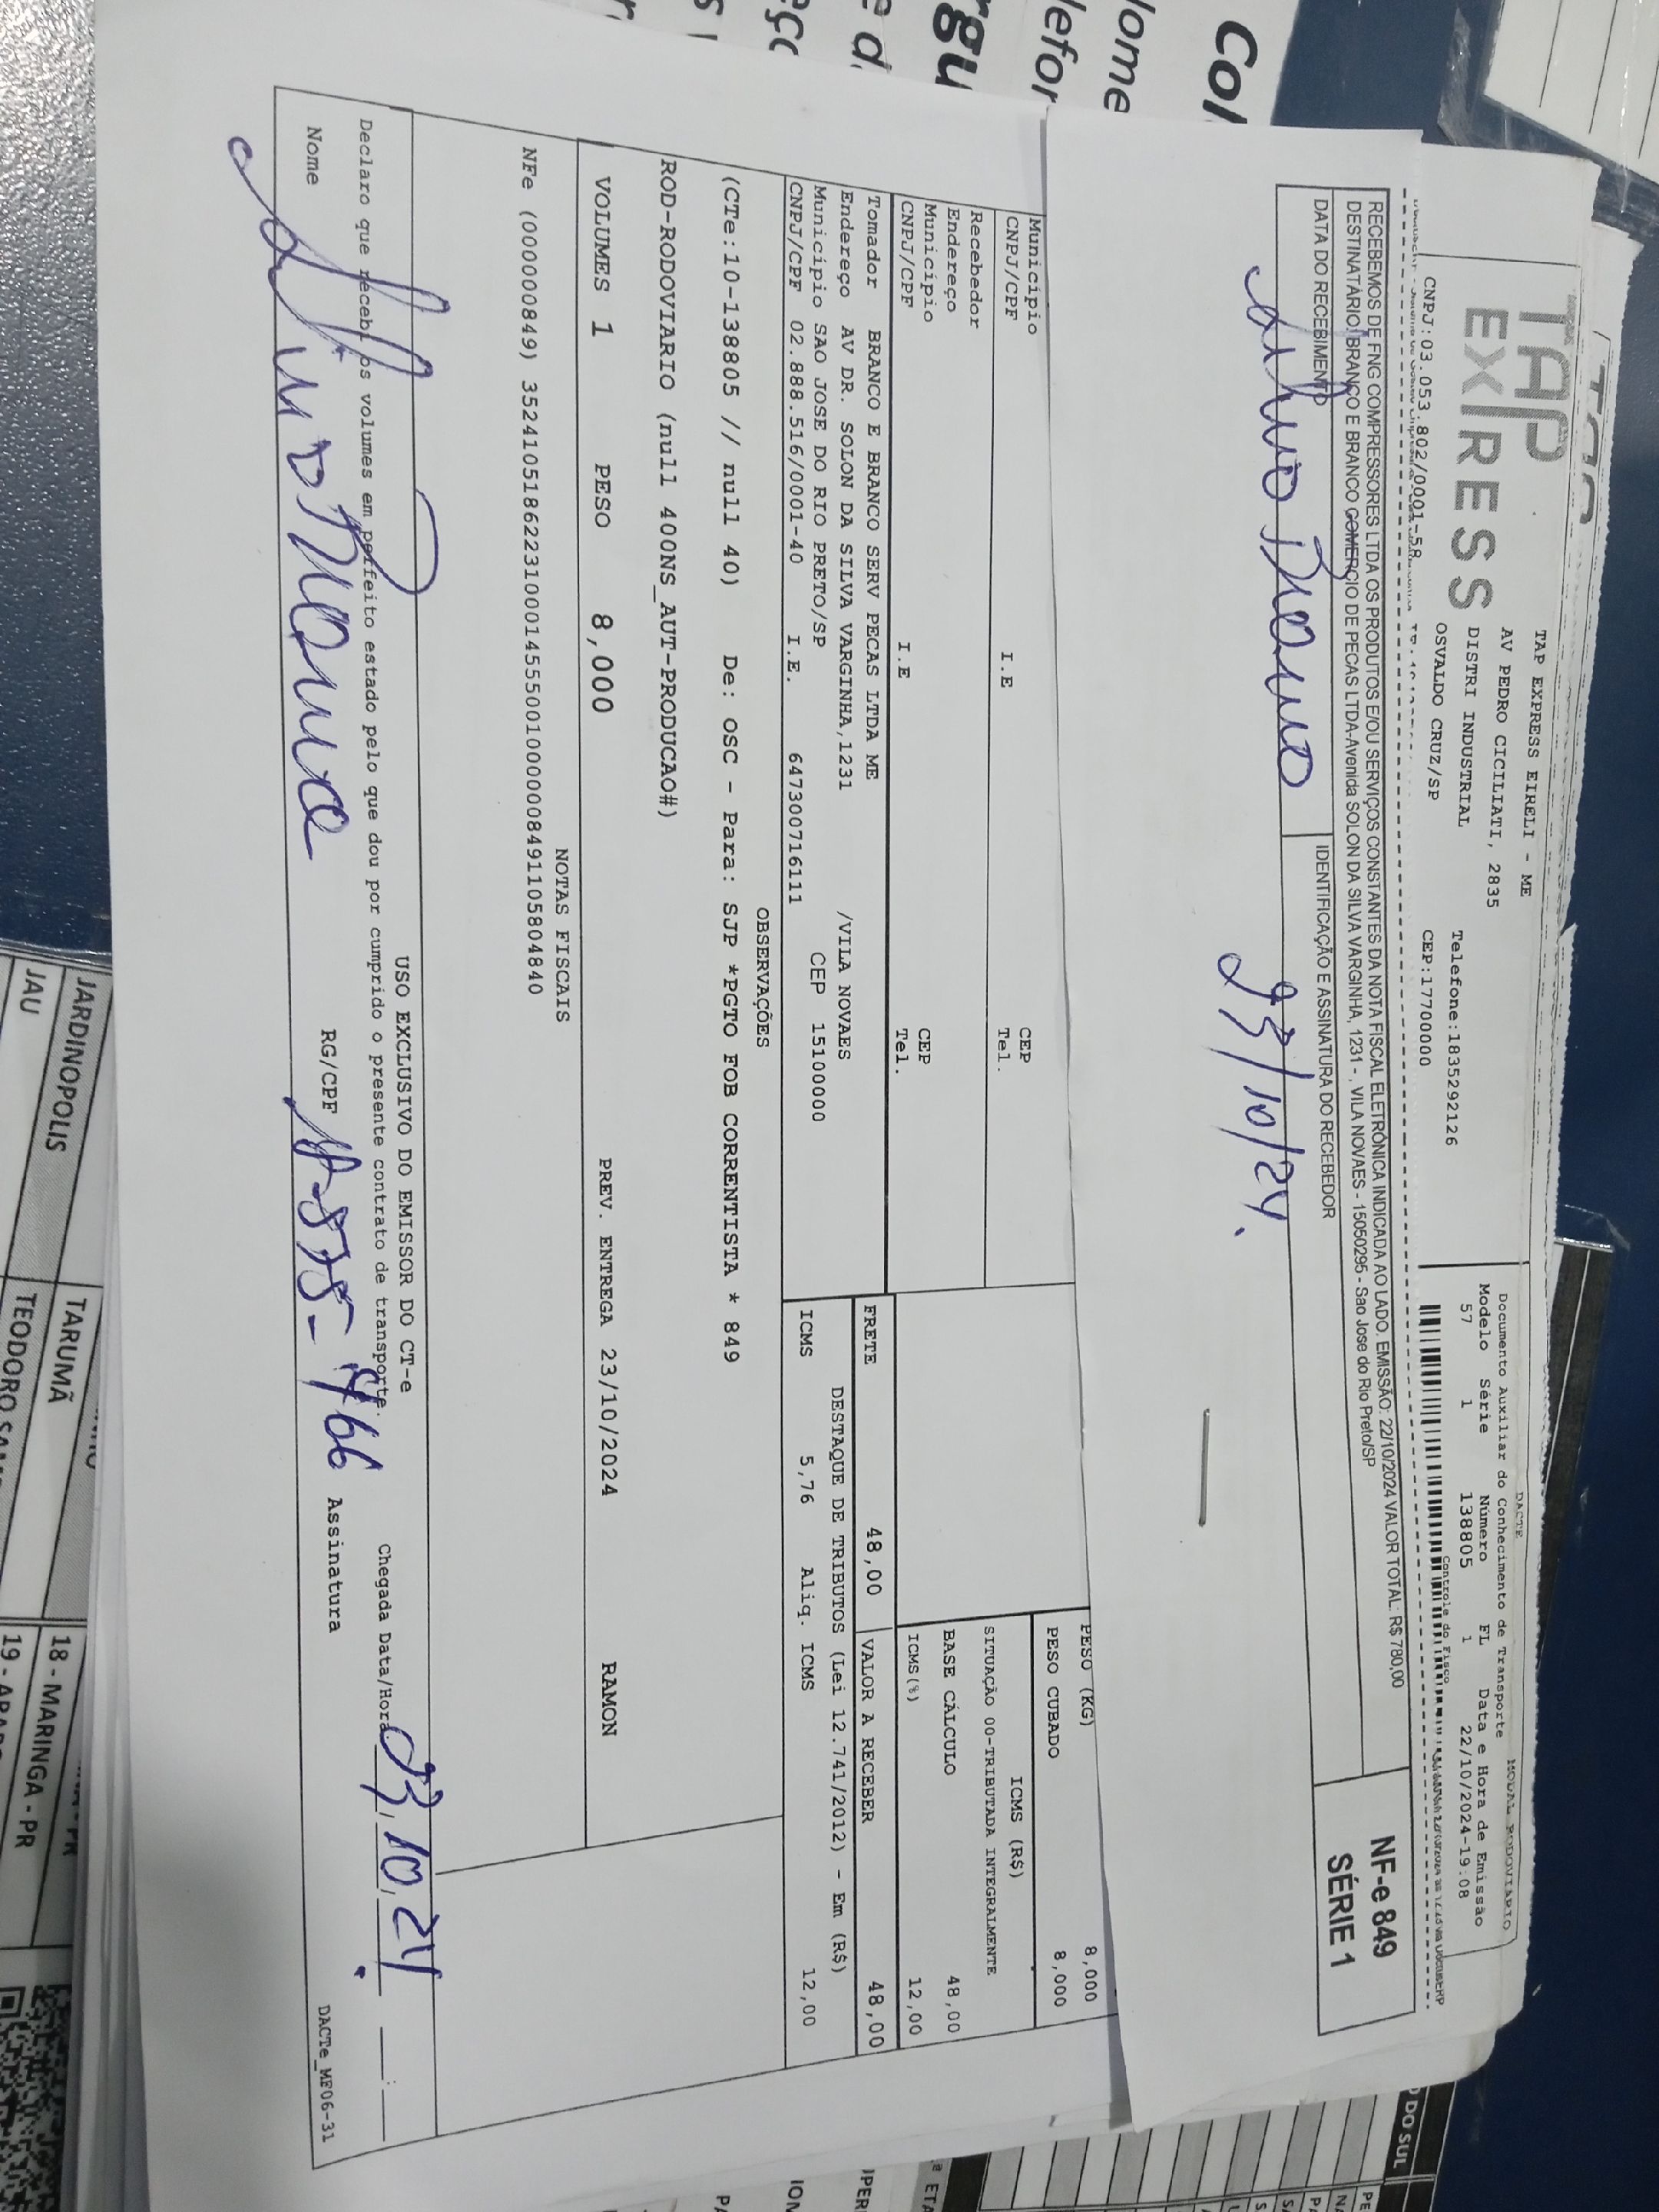 TAP
EXPRESS
TAP EXPRESS EIRELI - ME
AV PEDRO CICILIATI, 2835
DISTRI INDUSTRIAL
OSVALDO CRUZ/SP
Telefone:1835292126
CEP:17700000
CNPJ:03.053.802/0001-58
DACTE
Documento Auxiliar do Conhecimento de Transporte
MODAL RODOVIARIO
Modelo Série Número FL Data e Hora de Emissão
57 1 138805 1 22/10/2024-19:08
Controle do Fisco
RECEBEMOS DE FNG COMPRESSORES LTDA OS PRODUTOS E/OU SERVIÇOS CONSTANTES DA NOTA FISCAL ELETRÔNICA INDICADA AO LADO. EMISSÃO: 22/10/2024 VALOR TOTAL: R$ 780,00
DESTINATÁRIO: BRANCO E BRANCO COMERCIO DE PECAS LTDA-Avenida SOLON DA SILVA VARGINHA, 1231 - , VILA NOVAES - 15050295 - Sao Jose do Rio Preto/SP
NF-e 849
SÉRIE 1
DATA DO RECEBIMENTO
IDENTIFICAÇÃO E ASSINATURA DO RECEBEDOR
23/10/24.
Município
CNPJ/CPF I.E
CEP
Tel.
Recebedor
Endereço
Município CEP
CNPJ/CPF I.E Tel.
PESO (KG) 8,000
PESO CUBADO 8,000
ICMS (R$)
SITUAÇÃO 00-TRIBUTADA INTEGRALMENTE
BASE CÁLCULO 48,00
ICMS(%) 12,00
Tomador BRANCO E BRANCO SERV PECAS LTDA ME
Endereço AV DR. SOLON DA SILVA VARGINHA,1231 /VILA NOVAES
Município SAO JOSE DO RIO PRETO/SP CEP 15100000
CNPJ/CPF 02.888.516/0001-40 I.E. 647300716111
FRETE 48,00 VALOR A RECEBER 48,00
DESTAQUE DE TRIBUTOS (Lei 12.741/2012) - Em (R$)
ICMS 5,76 Aliq. ICMS 12,00
OBSERVAÇÕES
(CTe:10-138805 // null 40) De: OSC - Para: SJP *PGTO FOB CORRENTISTA * 849
ROD-RODOVIARIO (null 400NS_AUT-PRODUCAO#)
VOLUMES 1 PESO 8,000 PREV. ENTREGA 23/10/2024 RAMON
NOTAS FISCAIS
NFe (000000849) 35241051862231000145550010000008491105804840
USO EXCLUSIVO DO EMISSOR DO CT-e
Declaro que recebi os volumes em perfeito estado pelo que dou por cumprido o presente contrato de transporte.
Chegada Data/Hora 23,10,24
Nome
RG/CPF
Assinatura
DACTe_MF06-31
JARDINOPOLIS TARUMÃ 18 - MARINGA - PR
JAU
DO SUL